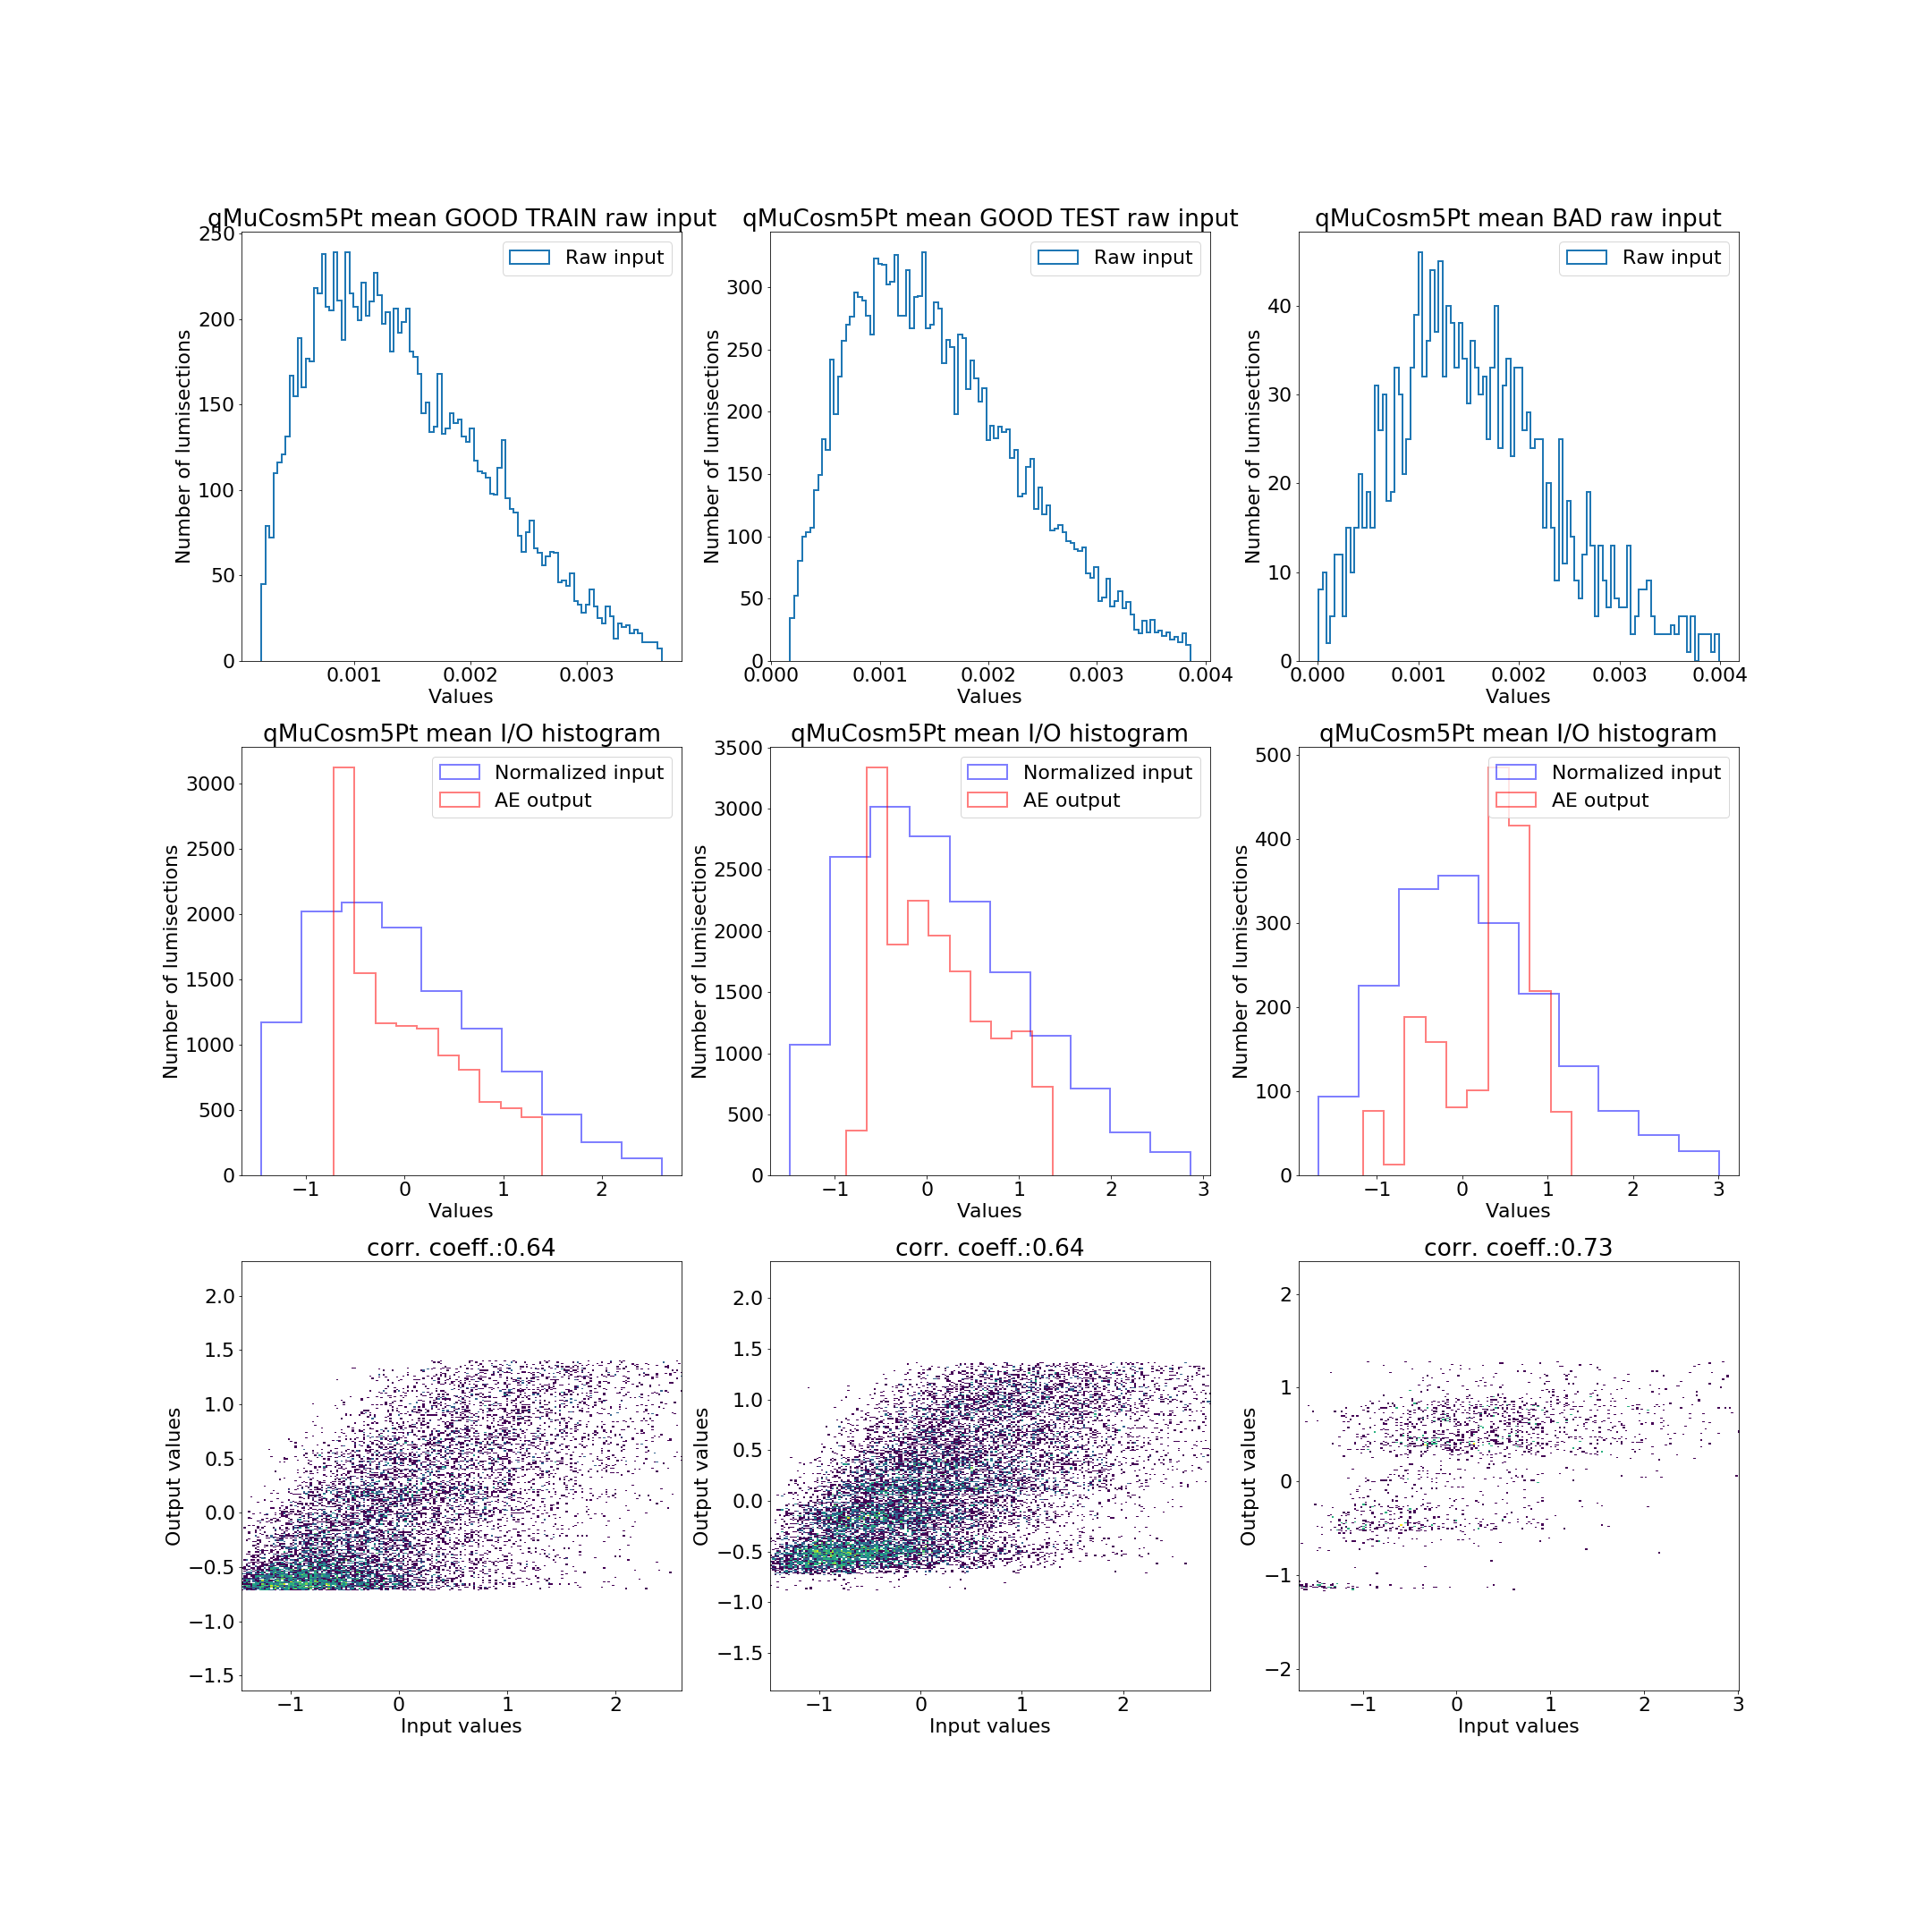 qMuCosm5Pt mean GOOD TRAIN raw input
Number of lumisections
250
200
150
100
50
0
Raw input
0.001 0.002 0.003
Values
qMuCosm5Pt mean GOOD TEST raw input
Number of lumisections
300
250
200
150
100
50
0
Raw input
0.000 0.001 0.002 0.003 0.004
Values
qMuCosm5Pt mean BAD raw input
Number of lumisections
40
30
20
10
0
Raw input
0.000 0.001 0.002 0.003 0.004
Values
qMuCosm5Pt mean I/O histogram
Number of lumisections
3000
2500
2000
1500
1000
500
0
Normalized input
AE output
−1 0 1 2
Values
qMuCosm5Pt mean I/O histogram
Number of lumisections
3500
3000
2500
2000
1500
1000
500
0
Normalized input
AE output
−1 0 1 2 3
Values
qMuCosm5Pt mean I/O histogram
Number of lumisections
500
400
300
200
100
0
Normalized input
AE output
−1 0 1 2 3
Values
corr. coeff.:0.64
Output values
2.0
1.5
1.0
0.5
0.0
−0.5
−1.0
−1.5
−1 0 1 2
Input values
corr. coeff.:0.64
Output values
2.0
1.5
1.0
0.5
0.0
−0.5
−1.0
−1.5
−1 0 1 2
Input values
corr. coeff.:0.73
Output values
2
1
0
−1
−2
−1 0 1 2 3
Input values